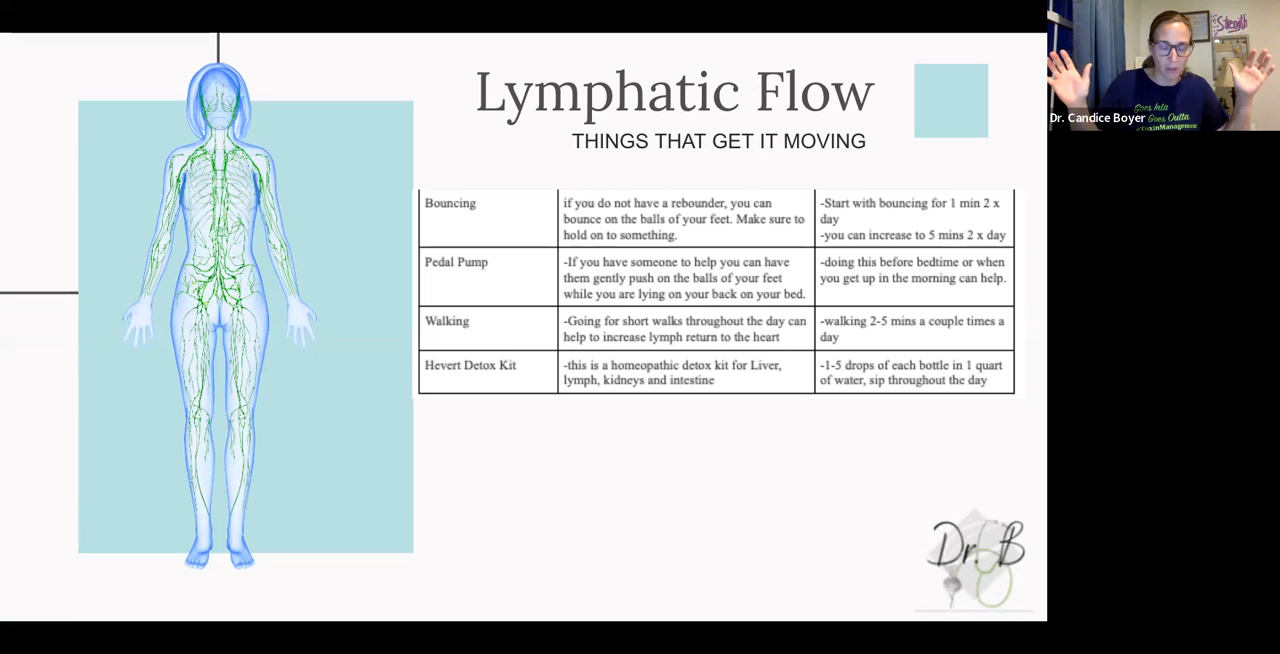 Lymphatic Flow
THINGS THAT GET IT MOVING
Bouncing
if you do not have a rebounder, you can
bounce on the balls of your feet. Make sure to
hold on to something.
-Start with bouncing for 1 min 2 x
day
-you can increase to 5 mins 2 x day
Pedal Pump
-If you have someone to help you can have
them gently push on the balls of your feet
while you are lying on your back on your bed.
-doing this before bedtime or when
you get up in the morning can help.
Walking
-Going for short walks throughout the day can
help to increase lymph return to the heart
-walking 2-5 mins a couple times a
day
Hevert Detox Kit
-this is a homeopathic detox kit for Liver,
lymph, kidneys and intestine
-1-5 drops of each bottle in 1 quart
of water, sip throughout the day
Dr. B
Strength
Goes Inta
Goes Outta
Dr. Candice Boyer